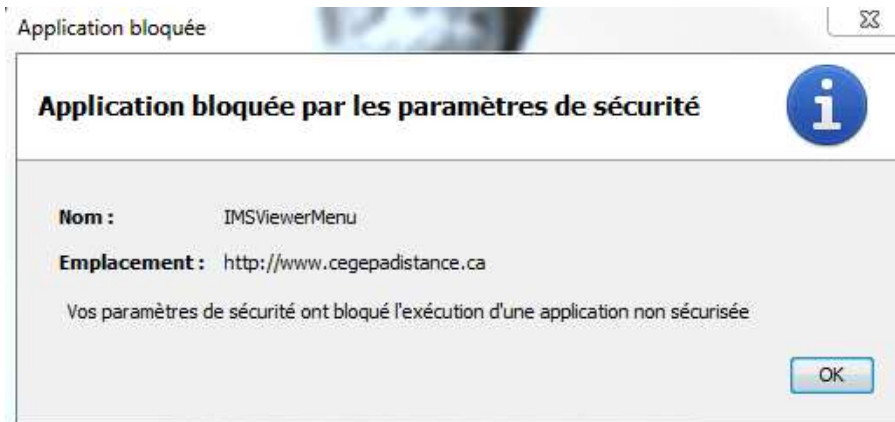 Application bloquée
Application bloquée par les paramètres de sécurité
Nom : IMSViewerMenu
Emplacement : http://www.cegepadistance.ca
Vos paramètres de sécurité ont bloqué l'exécution d'une application non sécurisée
OK